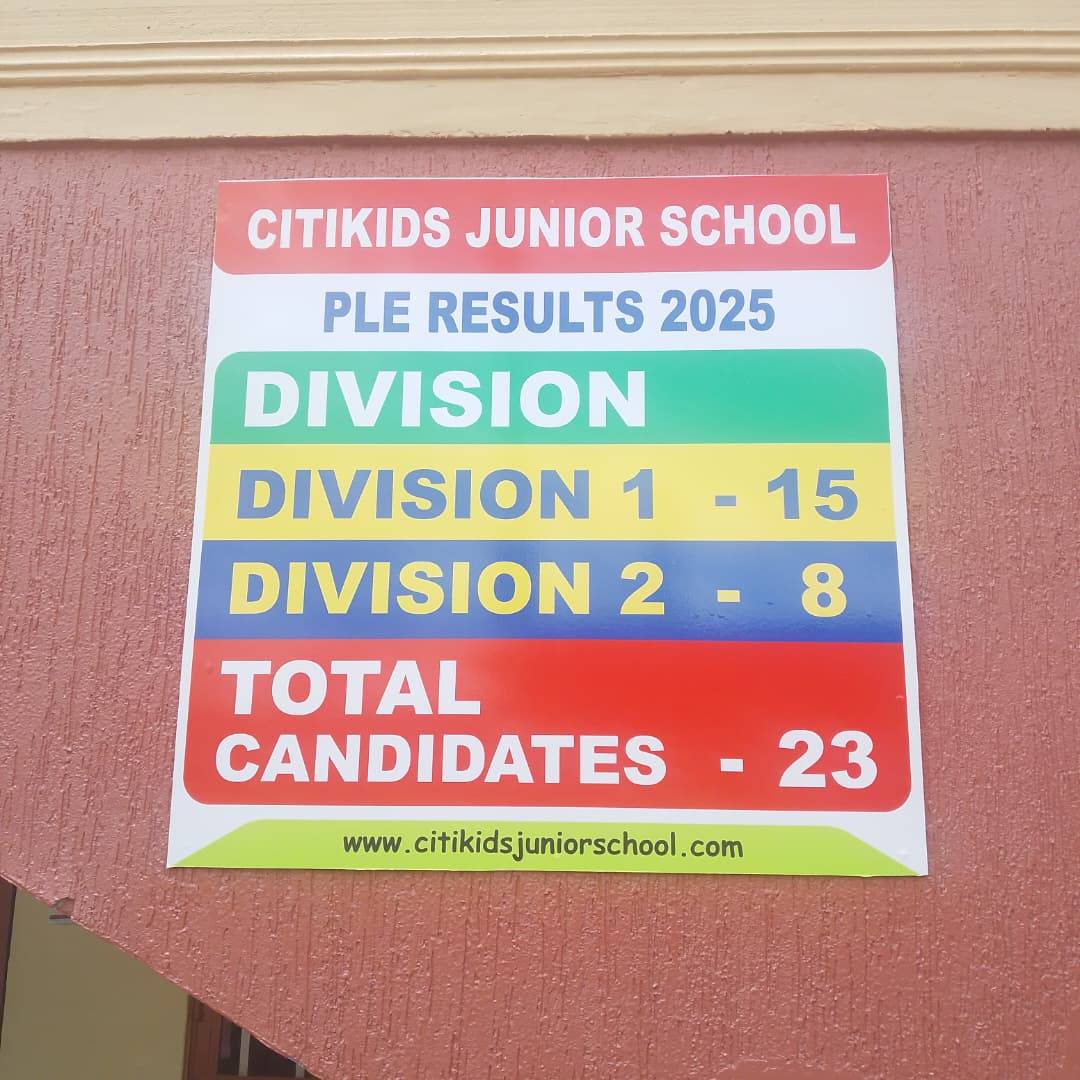 CITIKIDS JUNIOR SCHOOL
PLE RESULTS 2025
DIVISION
DIVISION 1 - 15
DIVISION 2 - 8
TOTAL
CANDIDATES - 23
www.citikidsjuniorschool.com